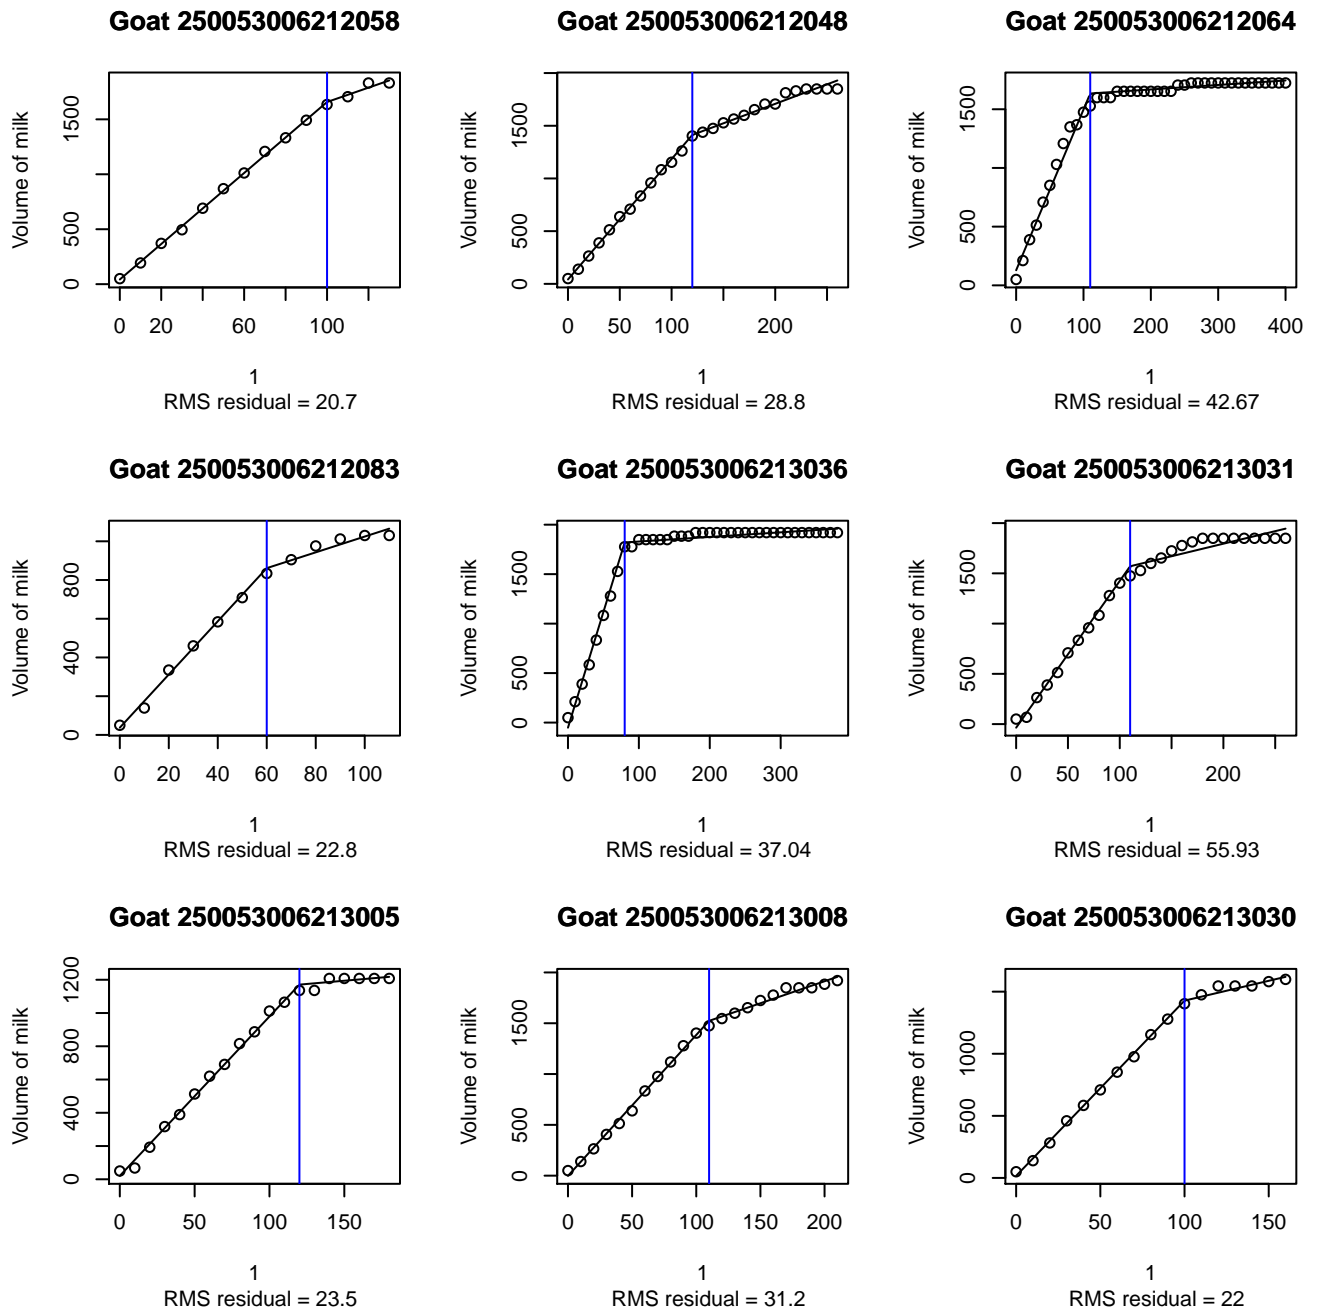 Goat 250053006212058
Volume of milk
0 500 1500
0 20 60 100
1
RMS residual = 20.7
Goat 250053006212048
Volume of milk
0 500 1500
0 50 100 200
1
RMS residual = 28.8
Goat 250053006212064
Volume of milk
0 500 1500
0 100 200 300 400
1
RMS residual = 42.67
Goat 250053006212083
Volume of milk
0 400 800
0 20 40 60 80 100
1
RMS residual = 22.8
Goat 250053006213036
Volume of milk
0 500 1500
0 100 200 300
1
RMS residual = 37.04
Goat 250053006213031
Volume of milk
0 500 1500
0 50 100 200
1
RMS residual = 55.93
Goat 250053006213005
Volume of milk
0 400 800 1200
0 50 100 150
1
RMS residual = 23.5
Goat 250053006213008
Volume of milk
0 500 1500
0 50 100 150 200
1
RMS residual = 31.2
Goat 250053006213030
Volume of milk
0 500 1000
0 50 100 150
1
RMS residual = 22